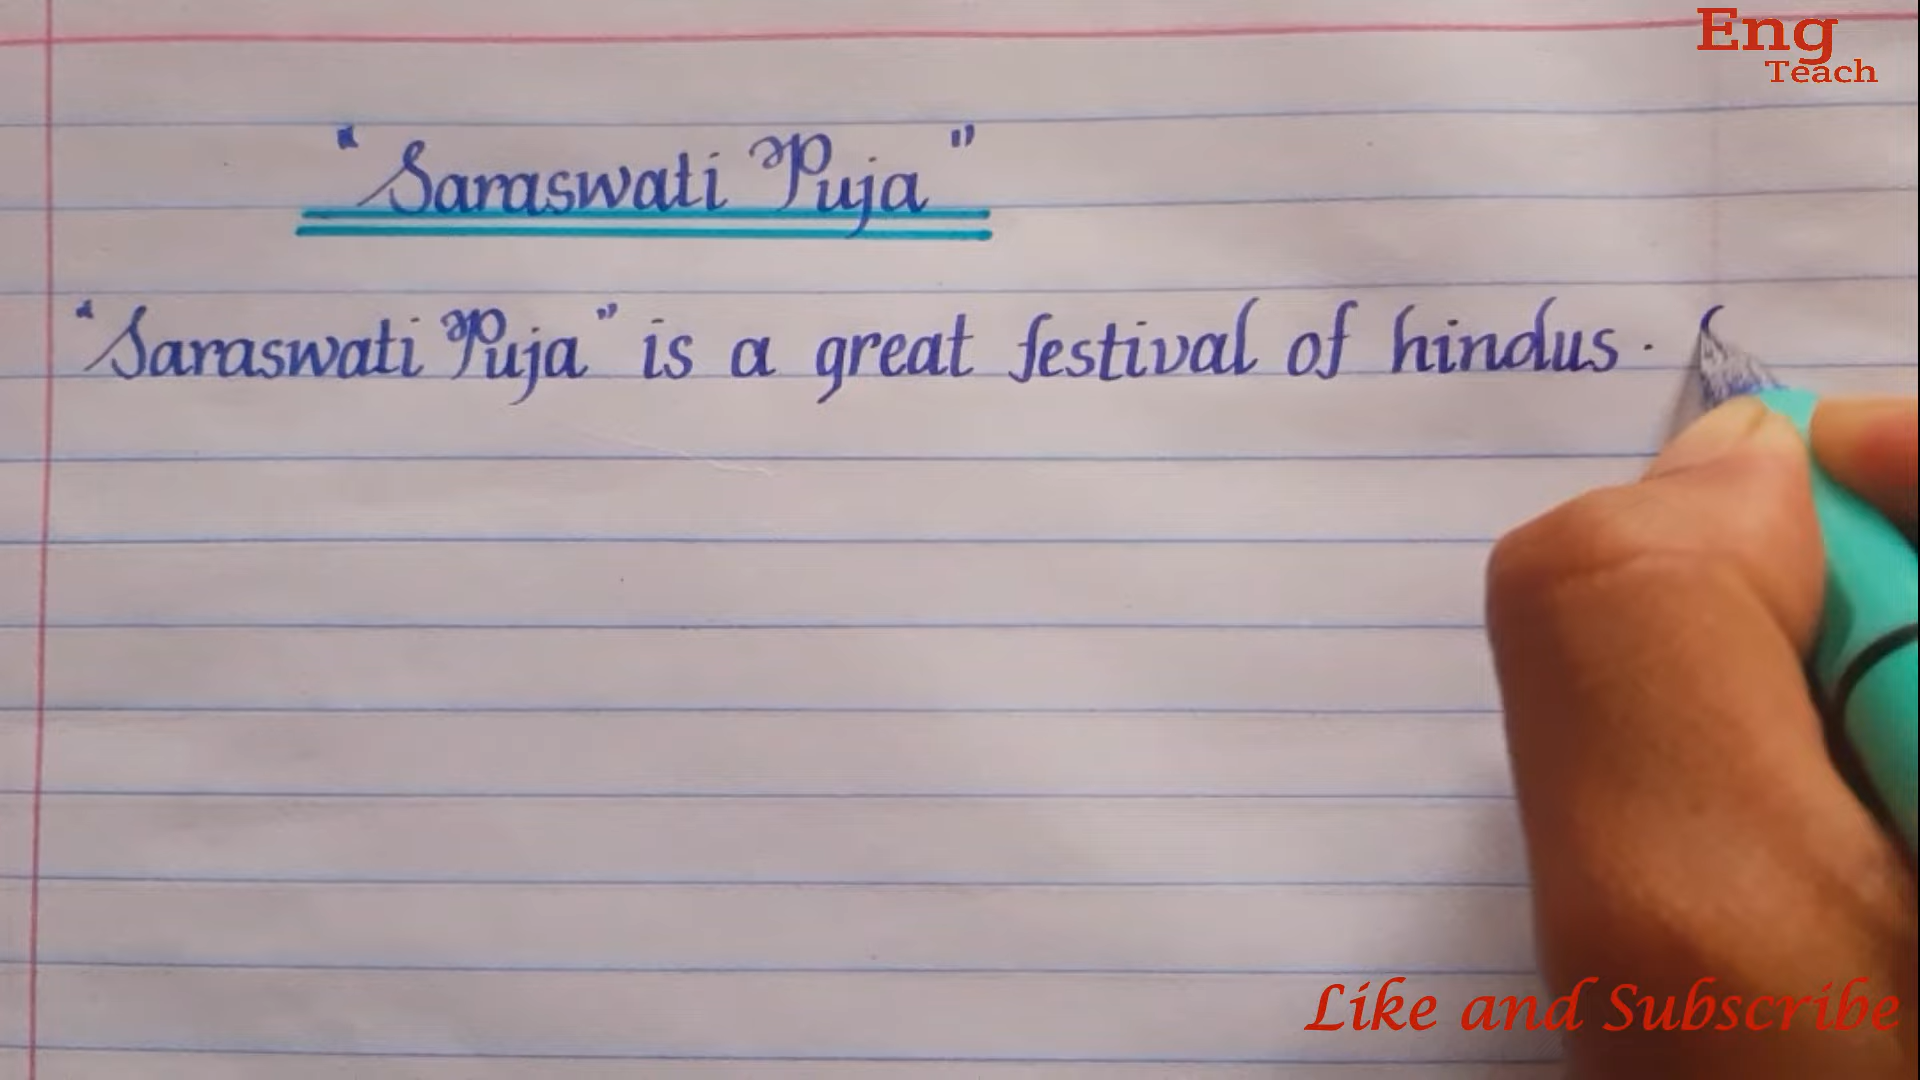 Eng
Teach
"Saraswati Puja"
"Saraswati Puja" is a great festival of hindus.
Like and Subscribe